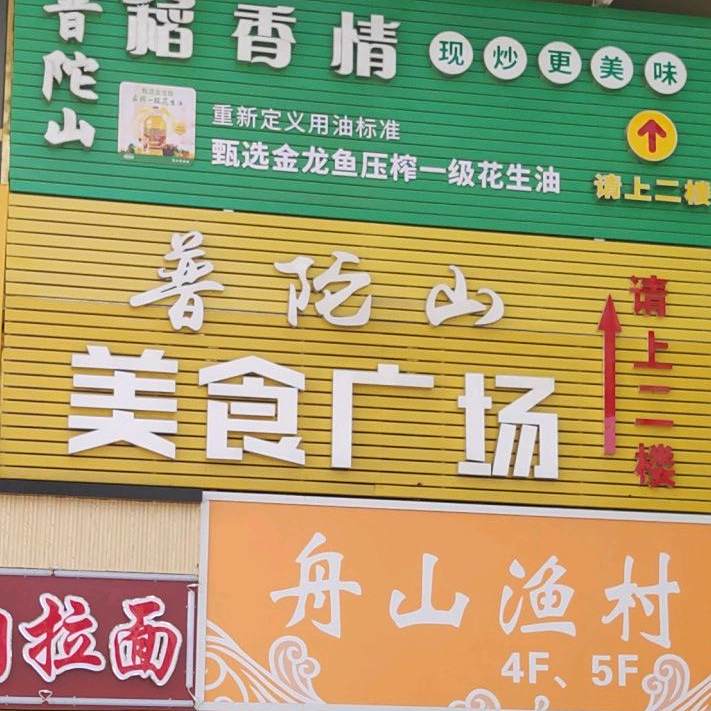 普陀山
稻香情
现炒更美味
重新定义用油标准
甄选金龙鱼压榨一级花生油
请上二楼
普陀山
美食广场
请上二楼
舟山渔村
4F、5F
拉面